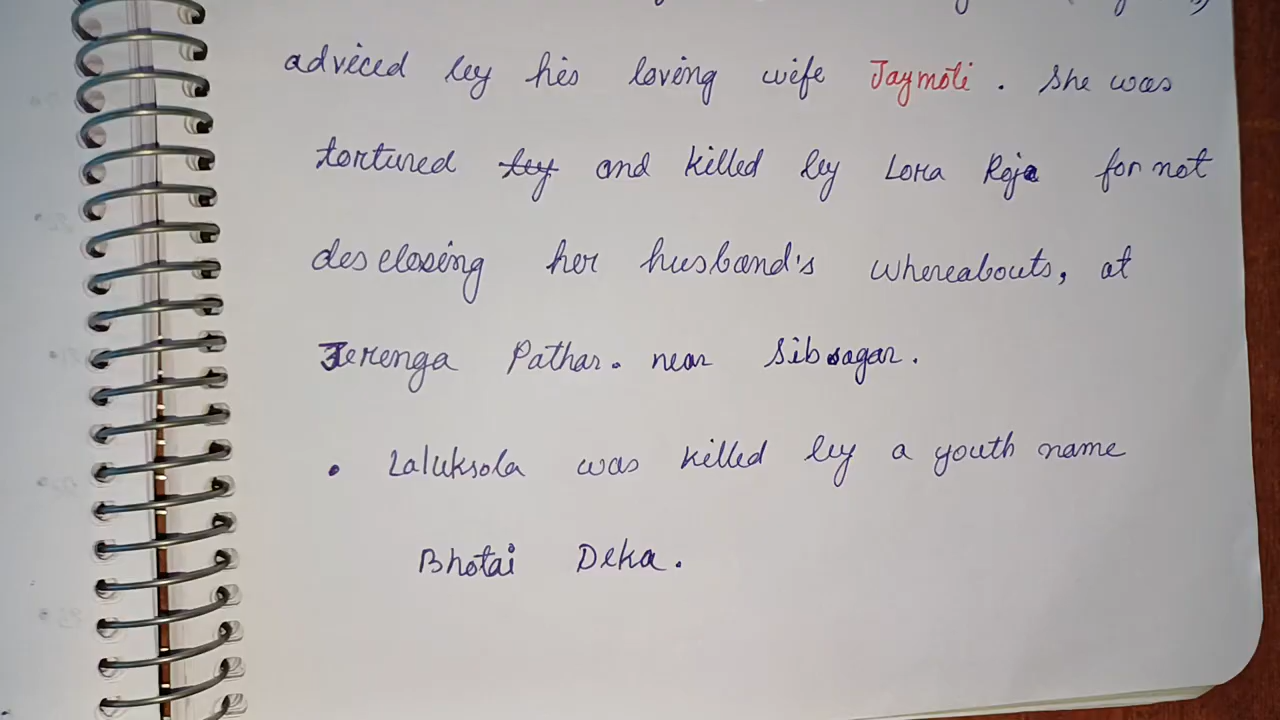 adviced by his loving wife Jaymoti. She was
tortured by and killed by Lora Roja for not
desclosing her husband's whereabouts, at
Jerenga Pathar. near Sibsagar.
• Laluksola was killed by a youth name
Bhotai Deka.